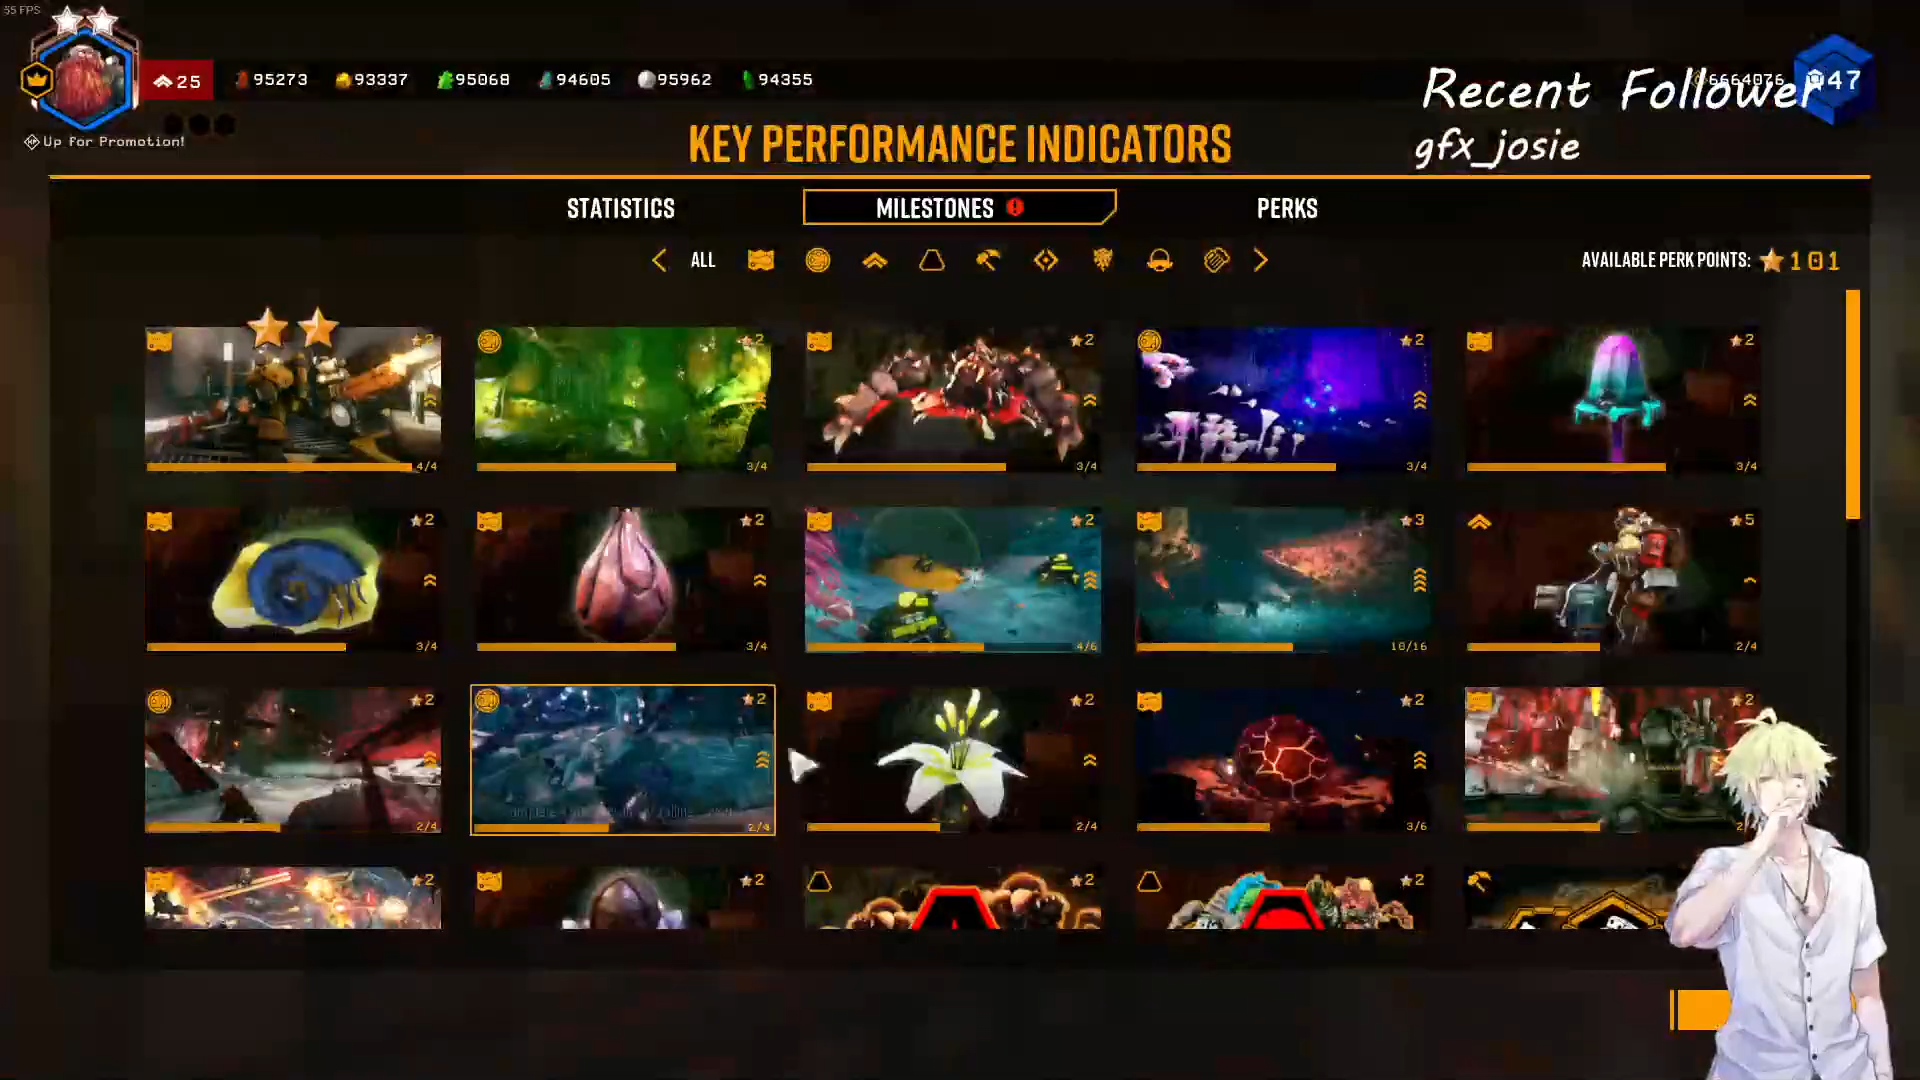 55 FPS
25 95273 93337 95068 94605 95962 94355
6664076 47
Recent Follower
gfx_josie
Up For Promotion!
KEY PERFORMANCE INDICATORS
STATISTICS MILESTONES PERKS
ALL
AVAILABLE PERK POINTS: 101
2 2 2 2 2
4/4 3/4 3/4 3/4 3/4
2 2 2 3 5
3/4 3/4 4/6 10/16 2/4
2 2 2 2 2
2/4 2/4 2/4 3/6
2 2 2 2